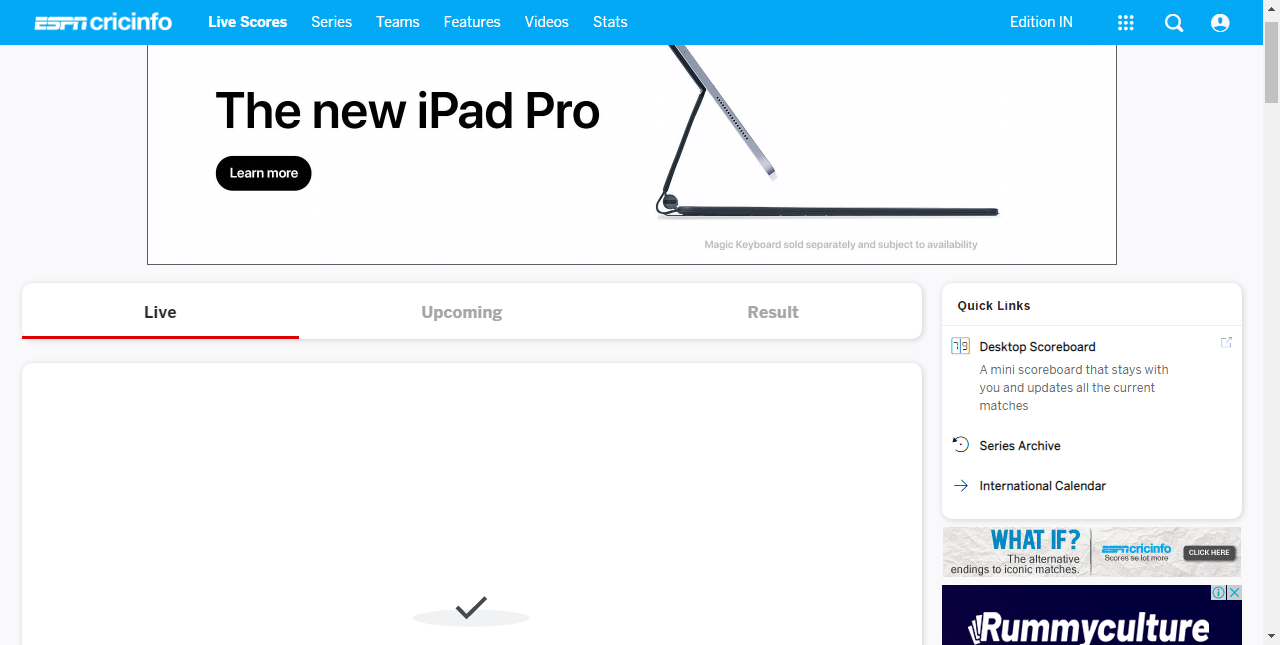 ESPN cricinfo
Live Scores
Series
Teams
Features
Videos
Stats
Edition IN
The new iPad Pro
Learn more
Magic Keyboard sold separately and subject to availability
Live
Upcoming
Result
Quick Links
Desktop Scoreboard
A mini scoreboard that stays with
you and updates all the current
matches
Series Archive
International Calendar
WHAT IF?
The alternative
endings to iconic matches.
ESPN cricinfo
Scores se lot more
CLICK HERE
Rummyculture